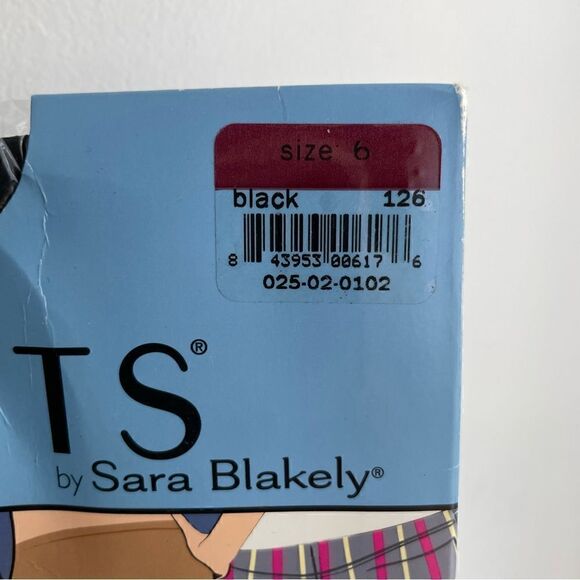 size 6
black 126
8 43953 00617 6
025-02-0102
TS®
by Sara Blakely®